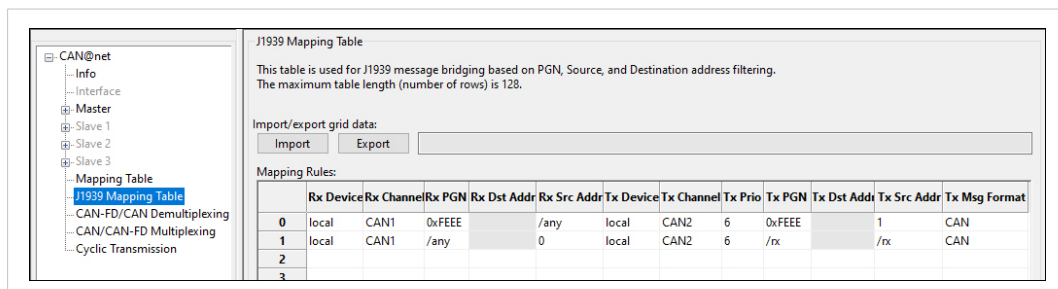 CAN@net
Info
Interface
Master
Slave 1
Slave 2
Slave 3
Mapping Table
J1939 Mapping Table
CAN-FD/CAN Demultiplexing
CAN/CAN-FD Multiplexing
Cyclic Transmission
J1939 Mapping Table
This table is used for J1939 message bridging based on PGN, Source, and Destination address filtering.
The maximum table length (number of rows) is 128.
Import/export grid data:
Import Export
Mapping Rules:
Rx Device Rx Channel Rx PGN Rx Dst Addr Rx Src Addr Tx Device Tx Channel Tx Prio Tx PGN Tx Dst Addr Tx Src Addr Tx Msg Format
0 local CAN1 0xFEEE /any local CAN2 6 0xFEEE 1 CAN
1 local CAN1 /any 0 local CAN2 6 /rx /rx CAN
2
3